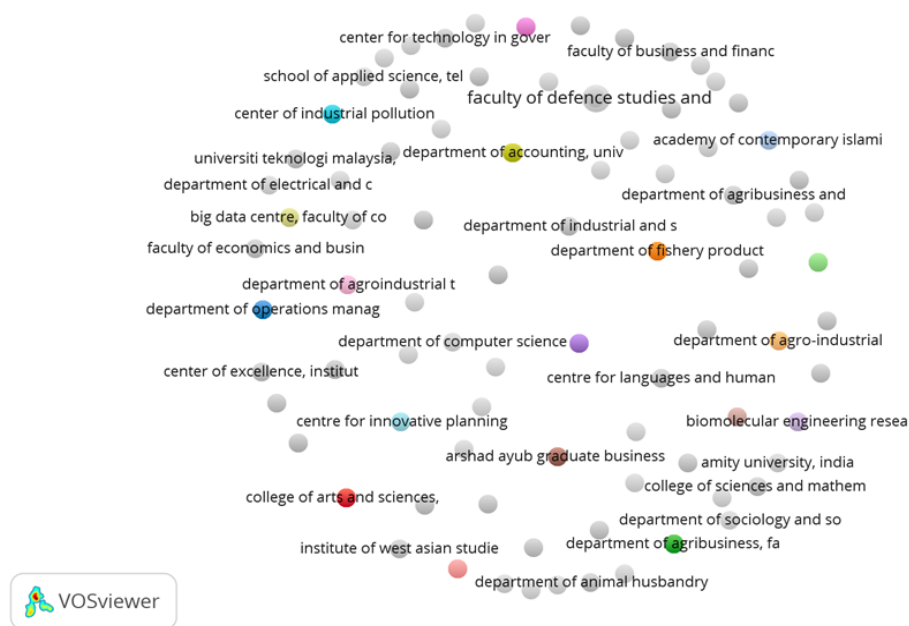 center for technology in gover
faculty of business and financ
school of applied science, tel
faculty of defence studies and
center of industrial pollution
academy of contemporary islami
department of accounting, univ
universiti teknologi malaysia,
department of electrical and c
department of agribusiness and
big data centre, faculty of co
department of industrial and s
faculty of economics and busin
department of fishery product
department of agroindustrial t
department of operations manag
department of computer science
department of agro-industrial
center of excellence, institut
centre for languages and human
centre for innovative planning
biomolecular engineering resea
arshad ayub graduate business
amity university, india
college of sciences and mathem
college of arts and sciences,
department of sociology and so
institute of west asian studie
department of agribusiness, fa
department of animal husbandry
VOSviewer